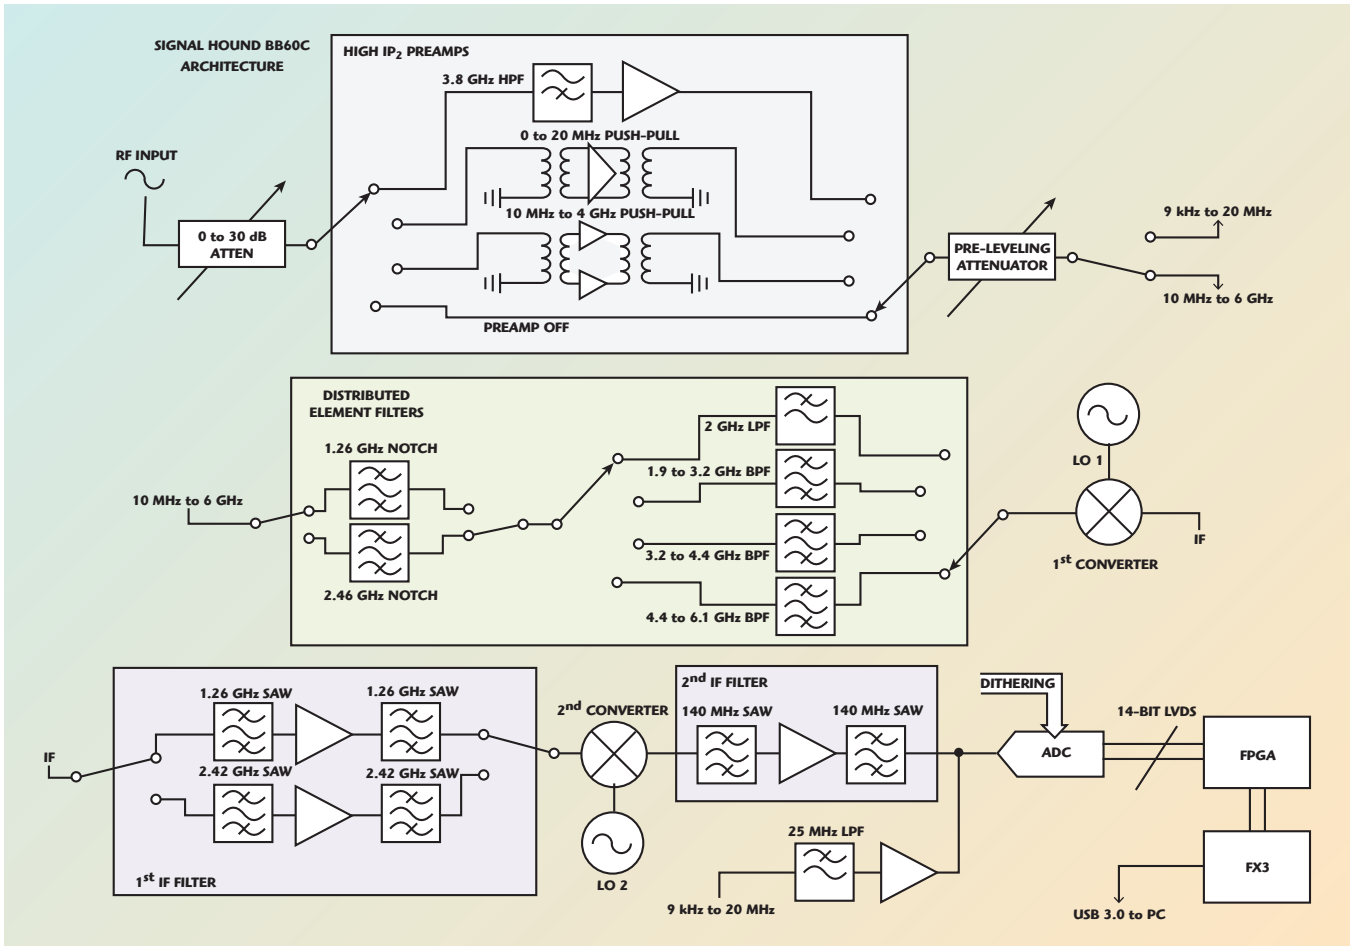 SIGNAL HOUND BB60C
ARCHITECTURE
HIGH IP2 PREAMPS
3.8 GHz HPF
0 to 20 MHz PUSH-PULL
RF INPUT
0 to 30 dB
ATTEN
10 MHz to 4 GHz PUSH-PULL
PREAMP OFF
PRE-LEVELING
ATTENUATOR
9 kHz to 20 MHz
10 MHz to 6 GHz
DISTRIBUTED
ELEMENT FILTERS
1.26 GHz NOTCH
10 MHz to 6 GHz
2.46 GHz NOTCH
2 GHz LPF
1.9 to 3.2 GHz BPF
3.2 to 4.4 GHz BPF
4.4 to 6.1 GHz BPF
LO 1
IF
1st CONVERTER
IF
1.26 GHz SAW
1.26 GHz SAW
2.42 GHz SAW
2.42 GHz SAW
1st IF FILTER
2nd CONVERTER
LO 2
2nd IF FILTER
140 MHz SAW
140 MHz SAW
25 MHz LPF
9 kHz to 20 MHz
DITHERING
ADC
14-BIT LVDS
FPGA
FX3
USB 3.0 to PC